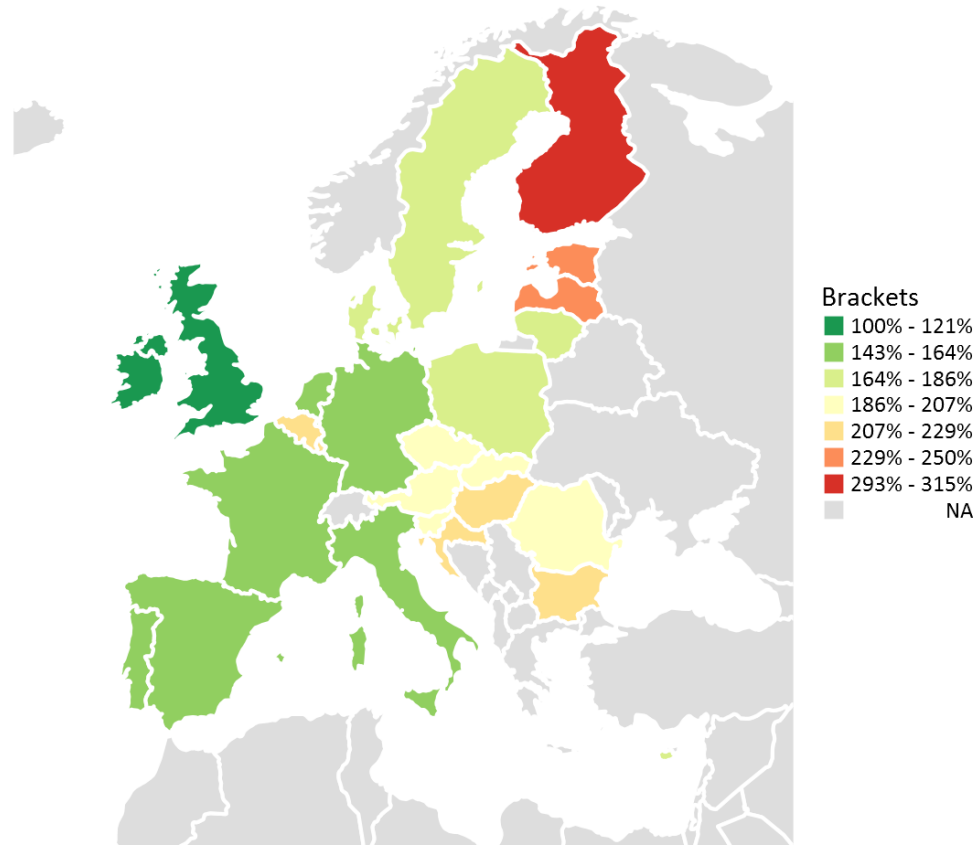 Brackets
100% - 121%
143% - 164%
164% - 186%
186% - 207%
207% - 229%
229% - 250%
293% - 315%
NA